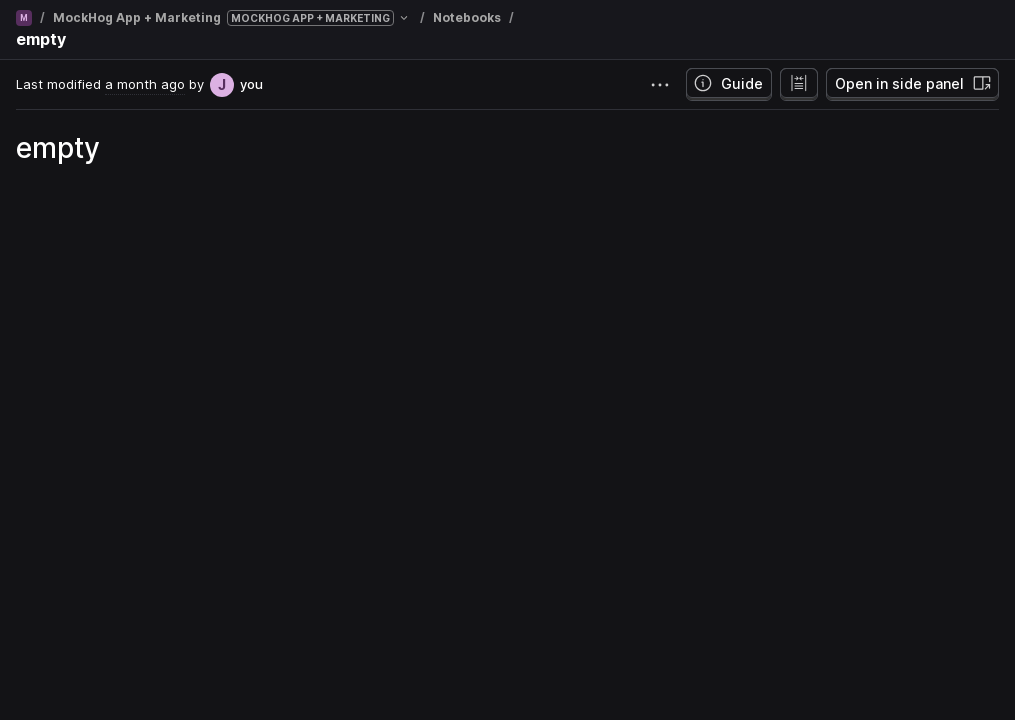 M / MockHog App + Marketing MOCKHOG APP + MARKETING / Notebooks /
empty
Last modified a month ago by J you
Guide
Open in side panel
empty